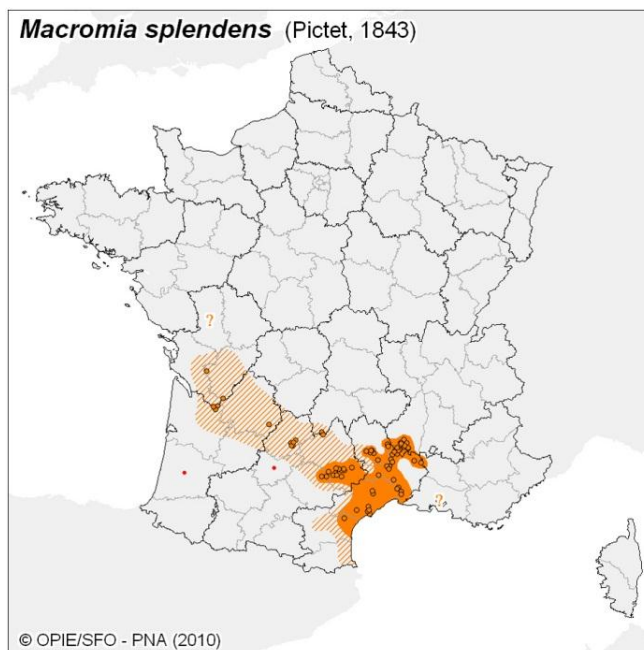 Macromia splendens (Pictet, 1843)
?
?
© OPIE/SFO - PNA (2010)